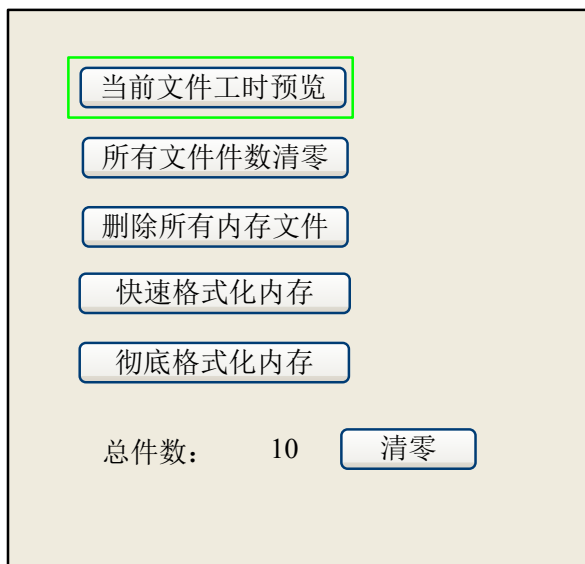 当前文件工时预览
所有文件件数清零
删除所有内存文件
快速格式化内存
彻底格式化内存
总件数： 10 清零